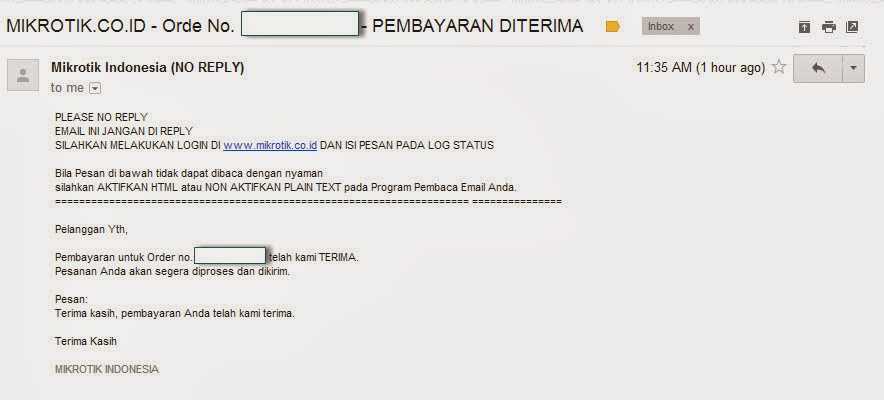 MIKROTIK.CO.ID - Orde No. - PEMBAYARAN DITERIMA
Inbox x
Mikrotik Indonesia (NO REPLY)
11:35 AM (1 hour ago)
to me
PLEASE NO REPLY
EMAIL INI JANGAN DI REPLY
SILAHKAN MELAKUKAN LOGIN DI www.mikrotik.co.id DAN ISI PESAN PADA LOG STATUS
Bila Pesan di bawah tidak dapat dibaca dengan nyaman
silahkan AKTIFKAN HTML atau NON AKTIFKAN PLAIN TEXT pada Program Pembaca Email Anda.
===================================================================== ===============
Pelanggan Yth,
Pembayaran untuk Order no. telah kami TERIMA.
Pesanan Anda akan segera diproses dan dikirim.
Pesan:
Terima kasih, pembayaran Anda telah kami terima.
Terima Kasih
MIKROTIK INDONESIA